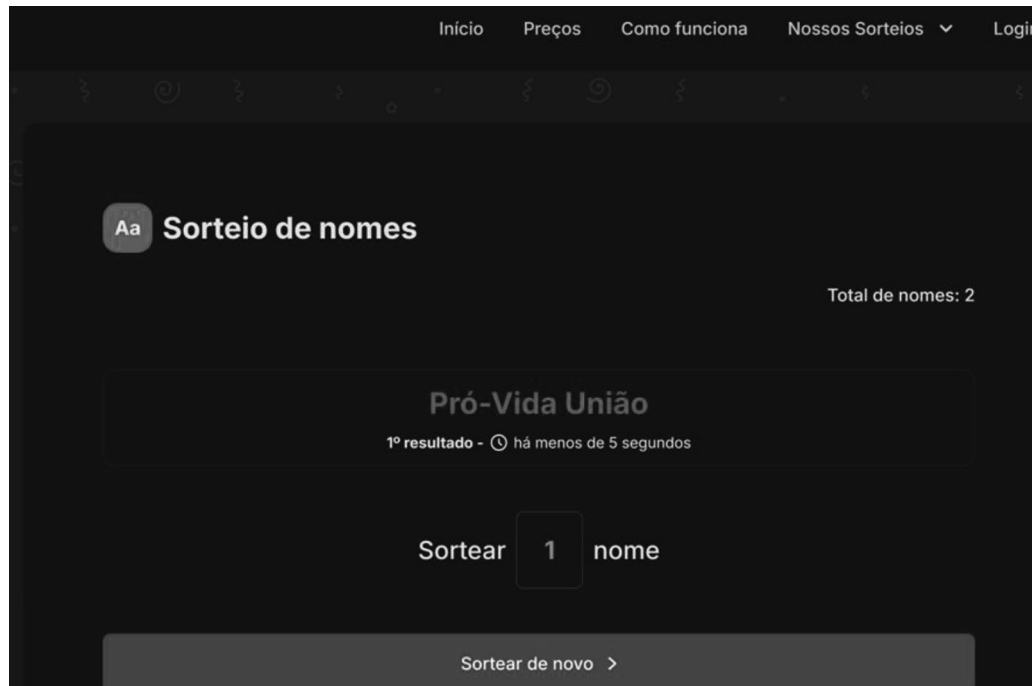 Início Preços Como funciona Nossos Sorteios
Aa Sorteio de nomes
Total de nomes: 2
Pró-Vida União
1º resultado - há menos de 5 segundos
Sortear 1 nome
Sortear de novo